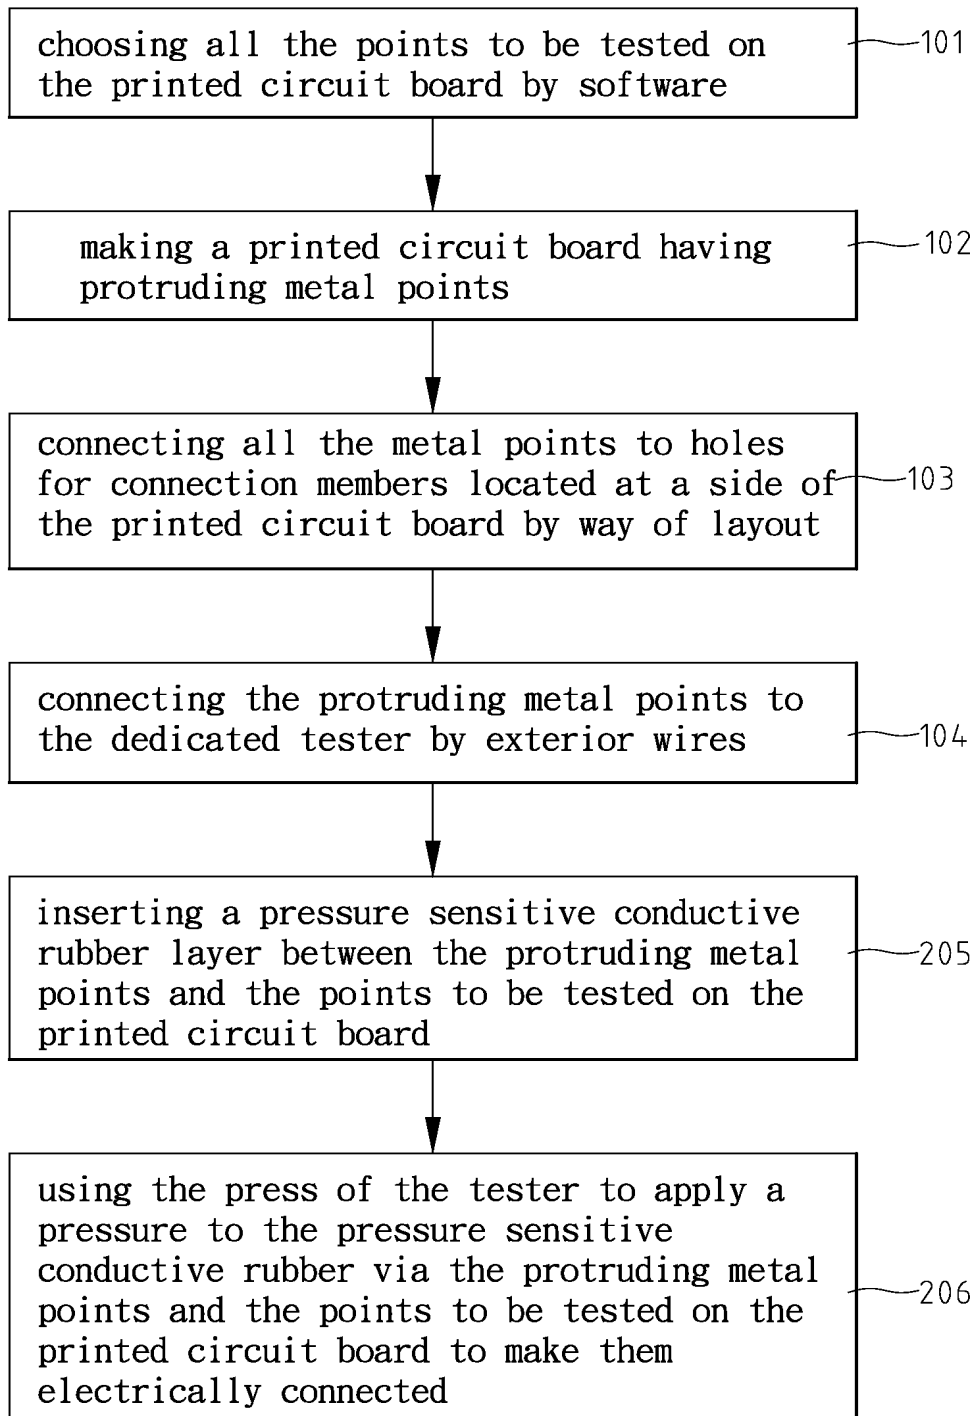 choosing all the points to be tested on
the printed circuit board by software
101
making a printed circuit board having
protruding metal points
102
connecting all the metal points to holes
for connection members located at a side of
the printed circuit board by way of layout
103
connecting the protruding metal points to
the dedicated tester by exterior wires
104
inserting a pressure sensitive conductive
rubber layer between the protruding metal
points and the points to be tested on the
printed circuit board
205
using the press of the tester to apply a
pressure to the pressure sensitive
conductive rubber via the protruding metal
points and the points to be tested on the
printed circuit board to make them
electrically connected
206